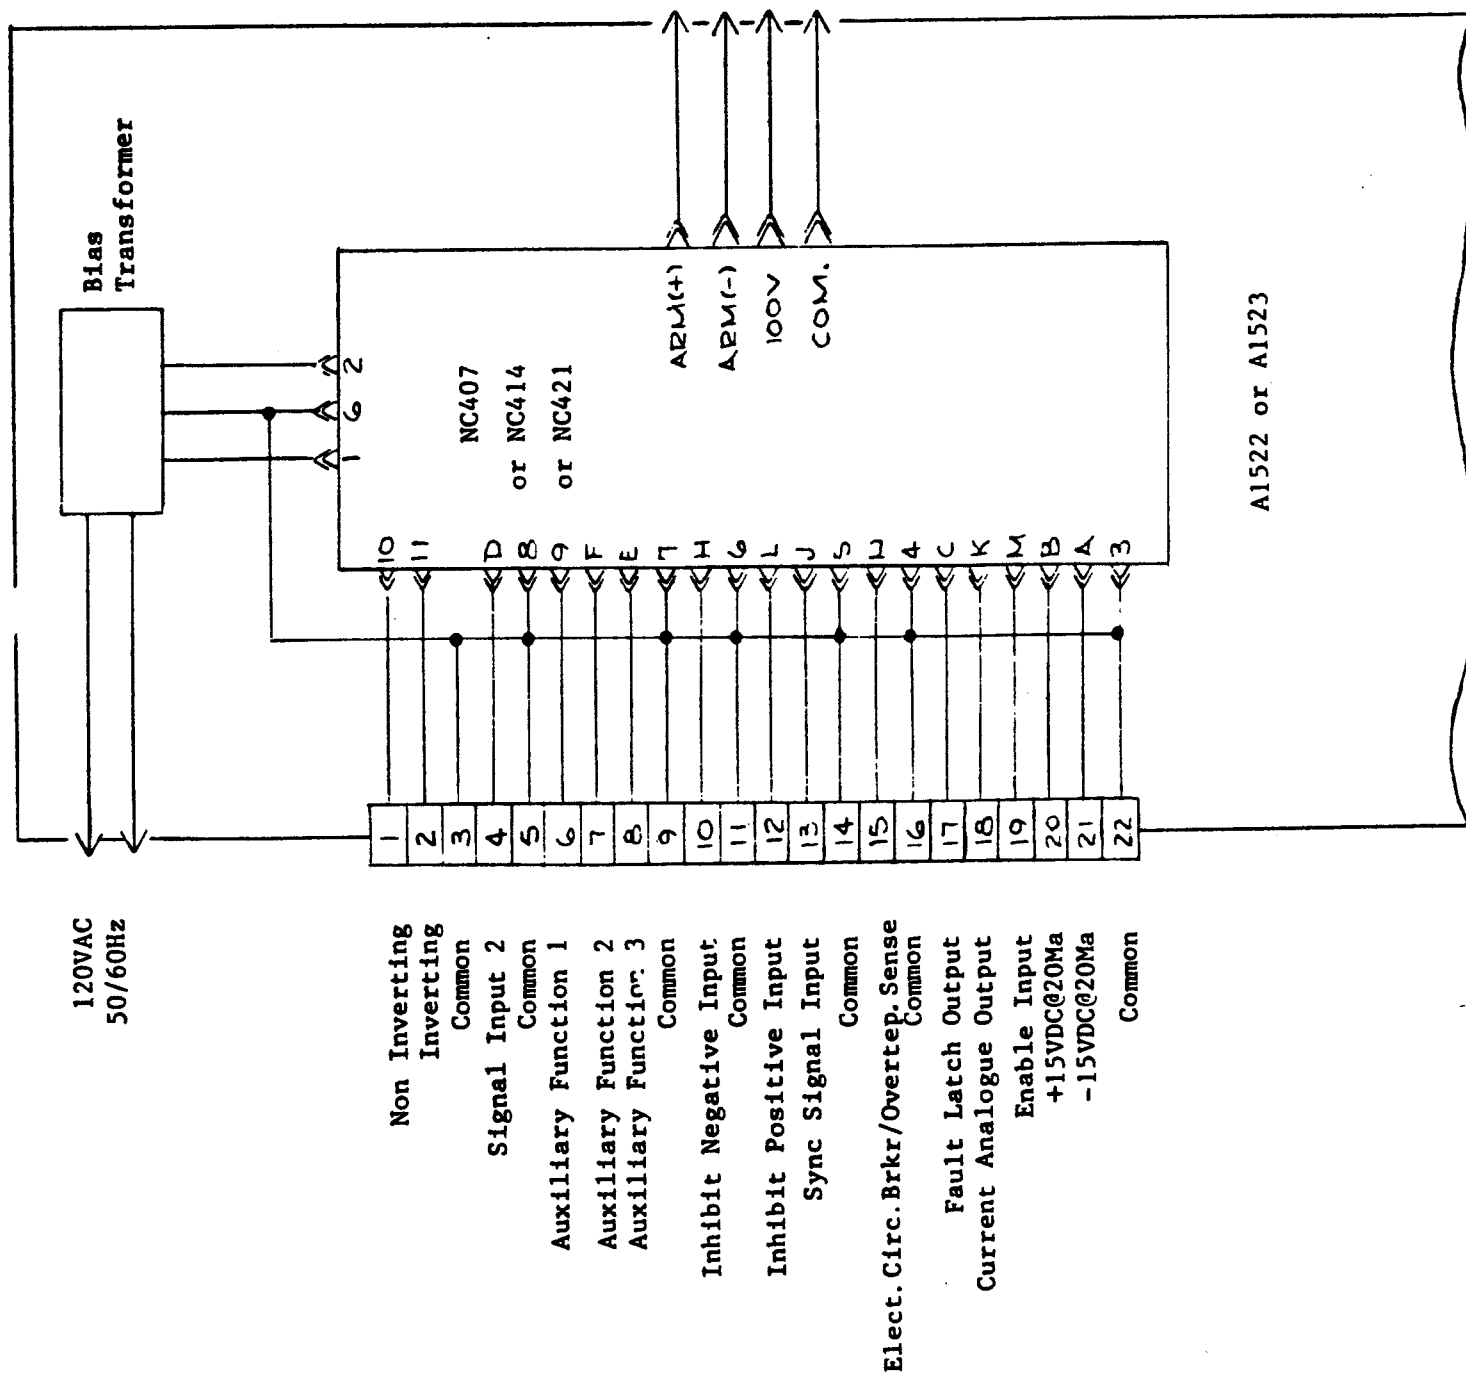 120VAC
50/60Hz
Bias
Transformer
2
6
1
NC407
or NC414
or NC421
ARM(+)
ARM(-)
100V
COM.
A1522 or A1523
10
11
D
8
9
F
E
7
H
6
L
J
5
4
C
K
M
B
A
3
1
2
3
4
5
6
7
8
9
10
11
12
13
14
15
16
17
18
19
20
21
22
Non Inverting
Inverting
Common
Signal Input 2
Common
Auxiliary Function 1
Auxiliary Function 2
Auxiliary Function 3
Common
Inhibit Negative Input
Common
Inhibit Positive Input
Sync Signal Input
Common
Elect.Circ.Brkr/Overtep.Sense
Common
Fault Latch Output
Current Analogue Output
Enable Input
+15VDC@20Ma
-15VDC@20Ma
Common